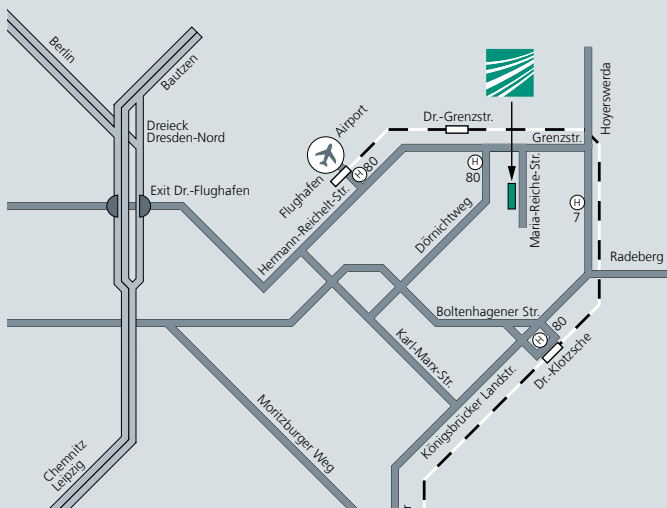 Berlin
Bautzen
Dreieck
Dresden-Nord
Exit Dr.-Flughafen
Airport
Flughafen
H
80
Hermann-Reichelt-Str.
Dr.-Grenzstr.
Grenzstr.
Hoyerswerda
H
80
Maria-Reiche-Str.
H
7
Dörnichtweg
Radeberg
Boltenhagener Str.
H
80
Dr.-Klotzsche
Karl-Marx-Str.
Königsbrücker Landstr.
Moritzburger Weg
Chemnitz
Leipzig